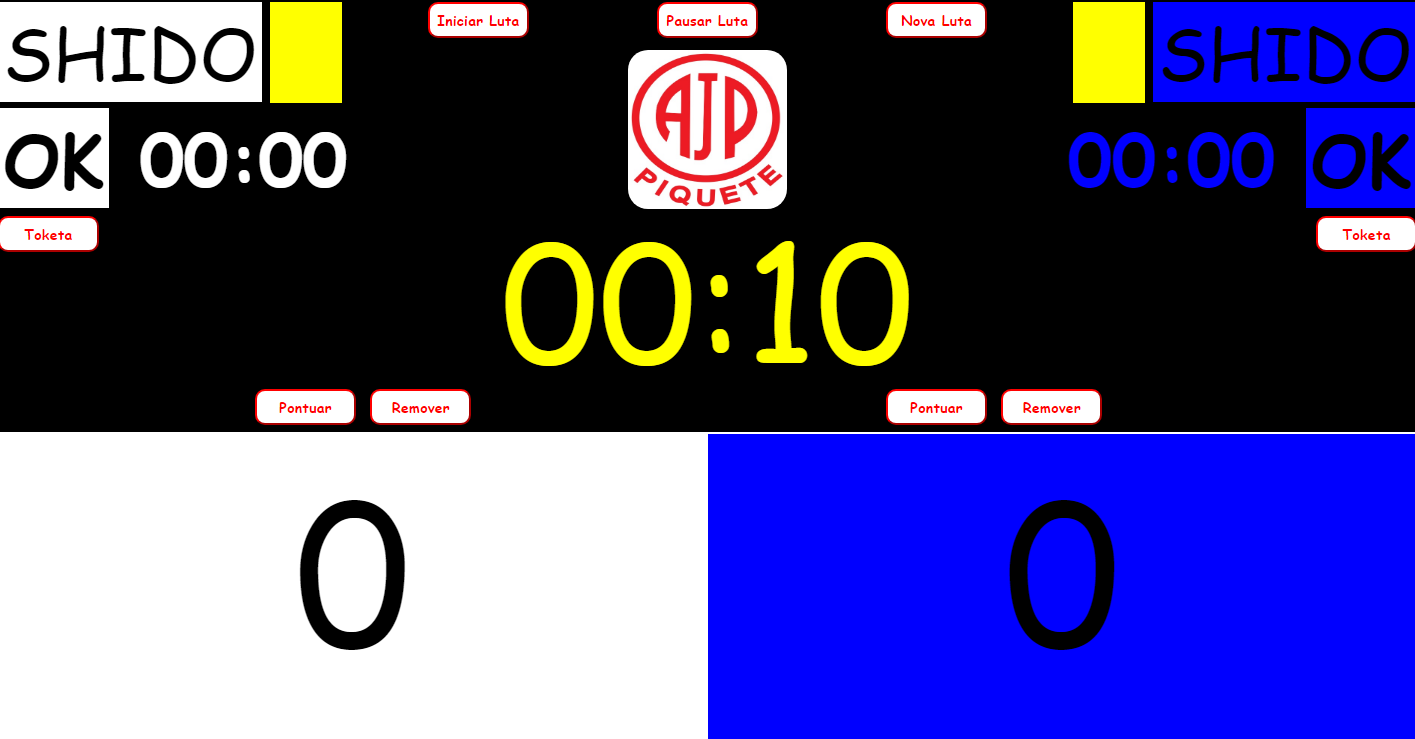 SHIDO
Iniciar Luta
Pausar Luta
Nova Luta
SHIDO
AJP
PIQUETE
OK
00:00
00:00
OK
Toketa
Toketa
00:10
Pontuar
Remover
Pontuar
Remover
0
0